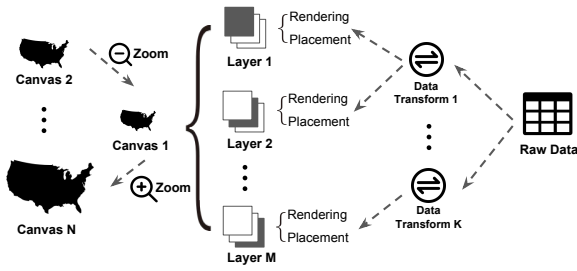 Canvas 2
Zoom
Canvas 1
Zoom
Canvas N
Layer 1
Rendering
Placement
Layer 2
Rendering
Placement
Layer M
Rendering
Placement
Data
Transform 1
Data
Transform K
Raw Data